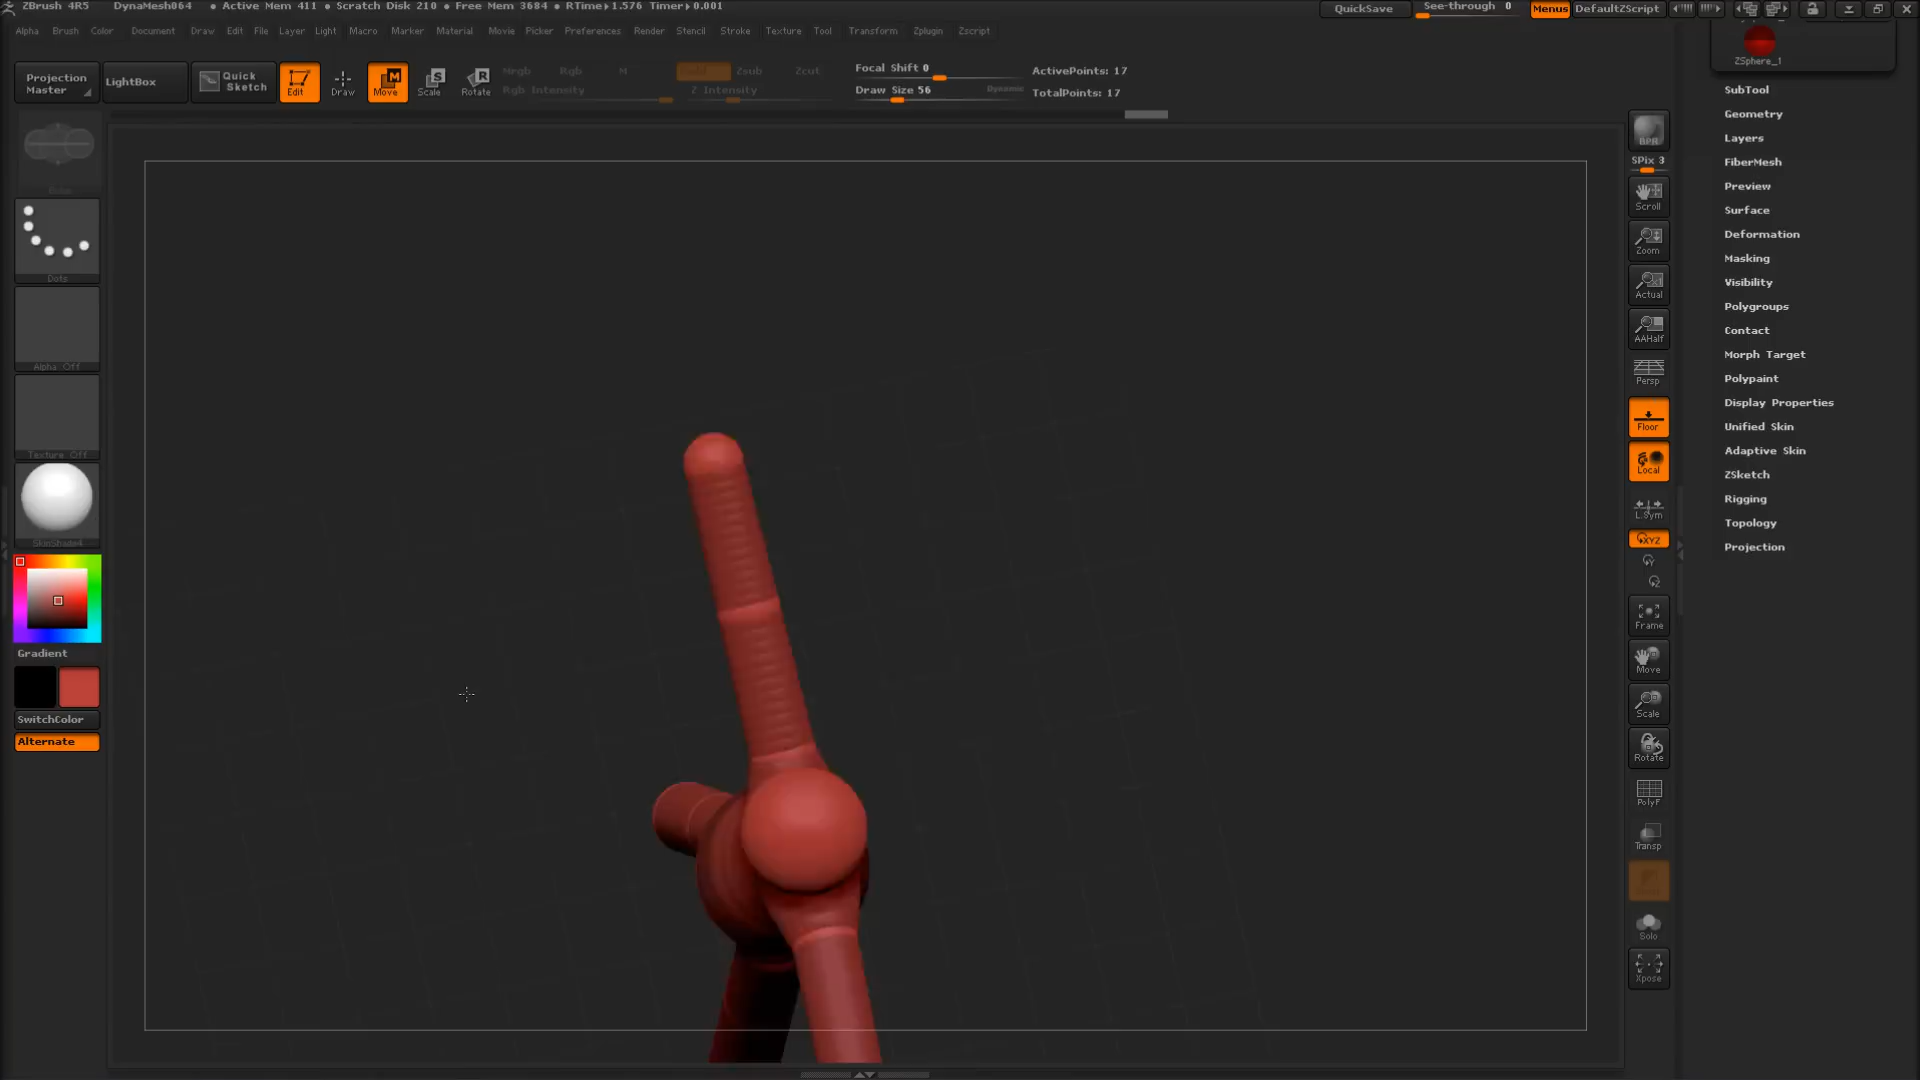 ZBrush 4R5 DynaMesh064 • Active Mem 411 • Scratch Disk 210 • Free Mem 3684 • RTime▸1.576 Timer▸0.001
QuickSave
See-through 0
Menus
DefaultZScript
Alpha Brush Color Document Draw Edit File Layer Light Macro Marker Material Movie Picker Preferences Render Stencil Stroke Texture Tool Transform Zplugin Zscript
Projection Master
LightBox
Quick Sketch
Edit
Draw
Move
Scale
Rotate
Mrgb Rgb M
Rgb Intensity
Zsub Zcut
Z Intensity
Focal Shift 0
Draw Size 56
Dynamic
ActivePoints: 17
TotalPoints: 17
Dots
Alpha Off
Texture Off
SkinShade4
Gradient
SwitchColor
Alternate
BPR
SPix 3
Scroll
Zoom
Actual
AAHalf
Persp
Floor
Local
L.Sym
XYZ
Y
Z
Frame
Move
Scale
Rotate
PolyF
Transp
Solo
Xpose
ZSphere_1
SubTool
Geometry
Layers
FiberMesh
Preview
Surface
Deformation
Masking
Visibility
Polygroups
Contact
Morph Target
Polypaint
Display Properties
Unified Skin
Adaptive Skin
ZSketch
Rigging
Topology
Projection